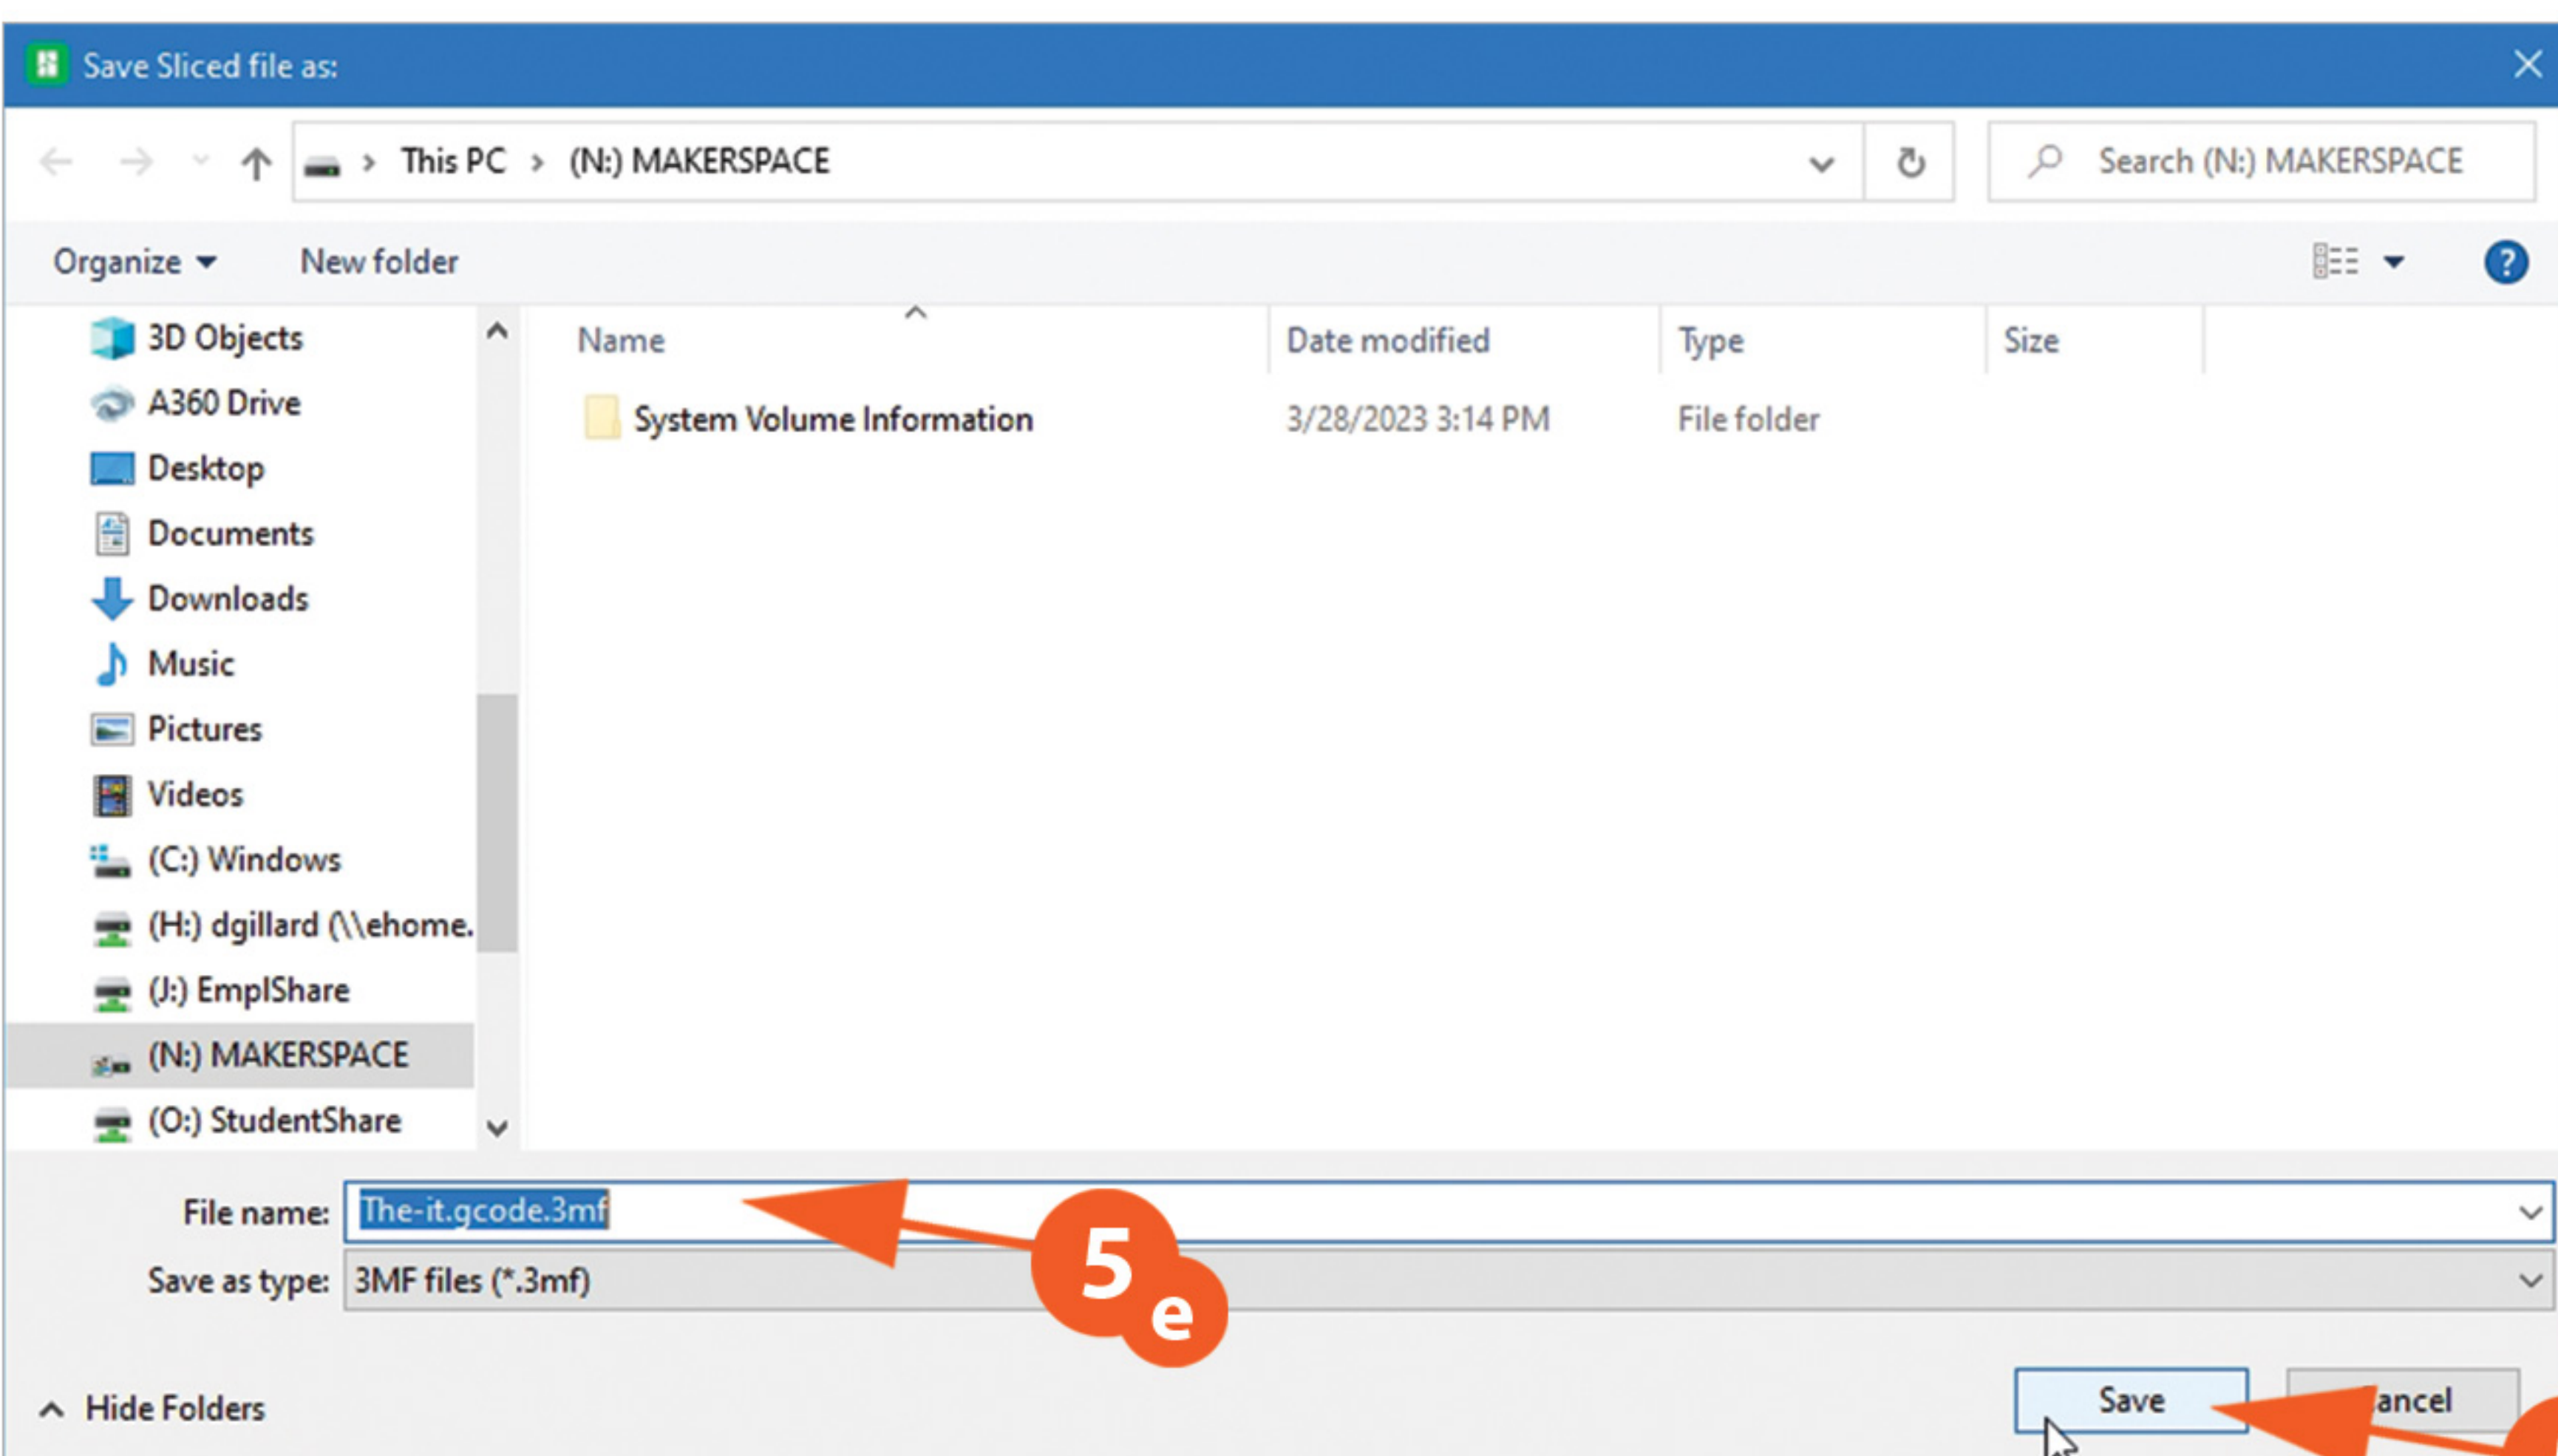 Save Sliced file as:
This PC > (N:) MAKERSPACE
Search (N:) MAKERSPACE
Organize New folder
?
Name Date modified Type Size
System Volume Information 3/28/2023 3:14 PM File folder
3D Objects
A360 Drive
Desktop
Documents
Downloads
Music
Pictures
Videos
(C:) Windows
(H:) dgillard (\\ehome.
(J:) EmplShare
(N:) MAKERSPACE
(O:) StudentShare
File name: The-it.gcode.3mf
Save as type: 3MF files (*.3mf)
5
e
Hide Folders
Save ancel